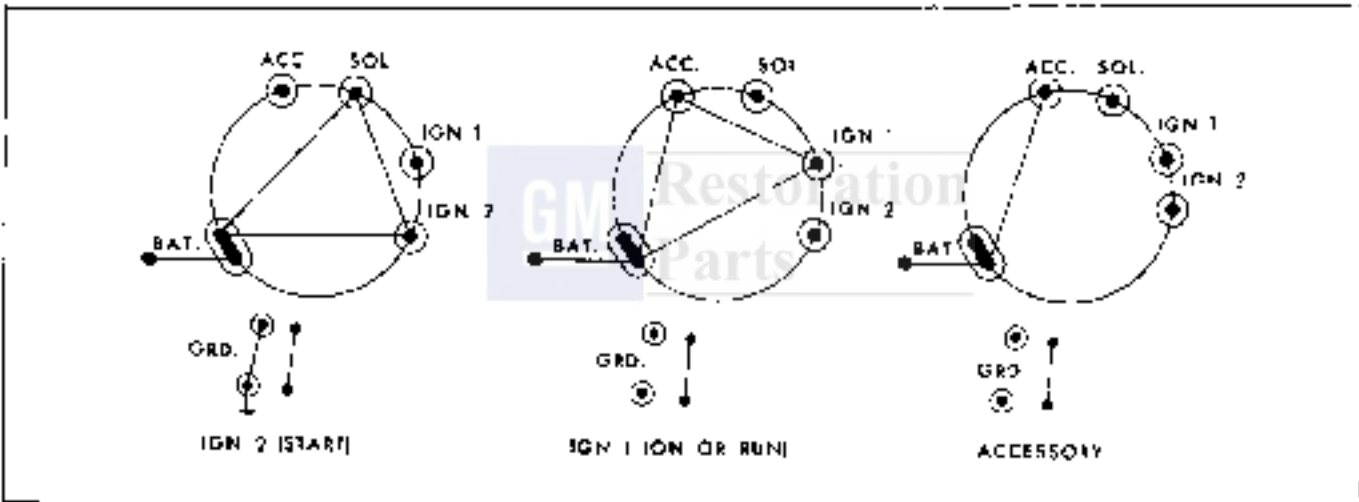 ACC SOL
IGN 1
IGN 2
BAT.
GRD.
IGN 2 (START)
ACC. SOL
IGN 1
IGN 2
BAT.
GRD.
IGN 1 (ON OR RUN)
ACC. SOL.
IGN 1
IGN 2
BAT
GRD
ACCESSORY
GM
Restoration
Parts